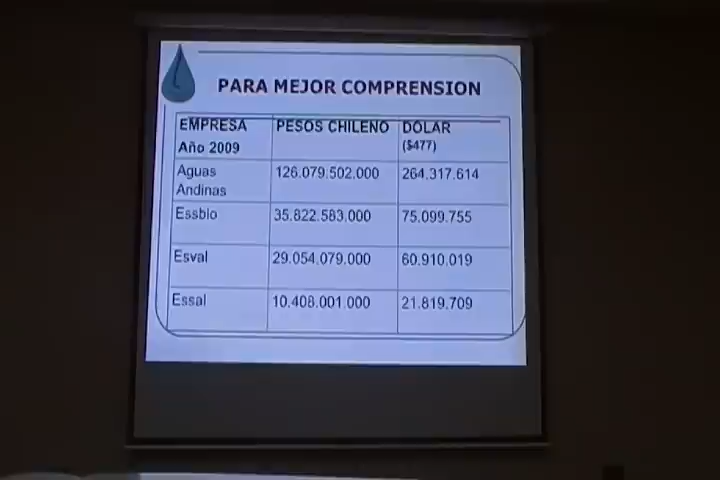 PARA MEJOR COMPRENSION
EMPRESA PESOS CHILENO DOLAR
Año 2009 ($477)
Aguas 126.079.502.000 264.317.614
Andinas
Essbio 35.822.583.000 75.099.755
Esval 29.054.079.000 60.910.019
Essal 10.408.001.000 21.819.709